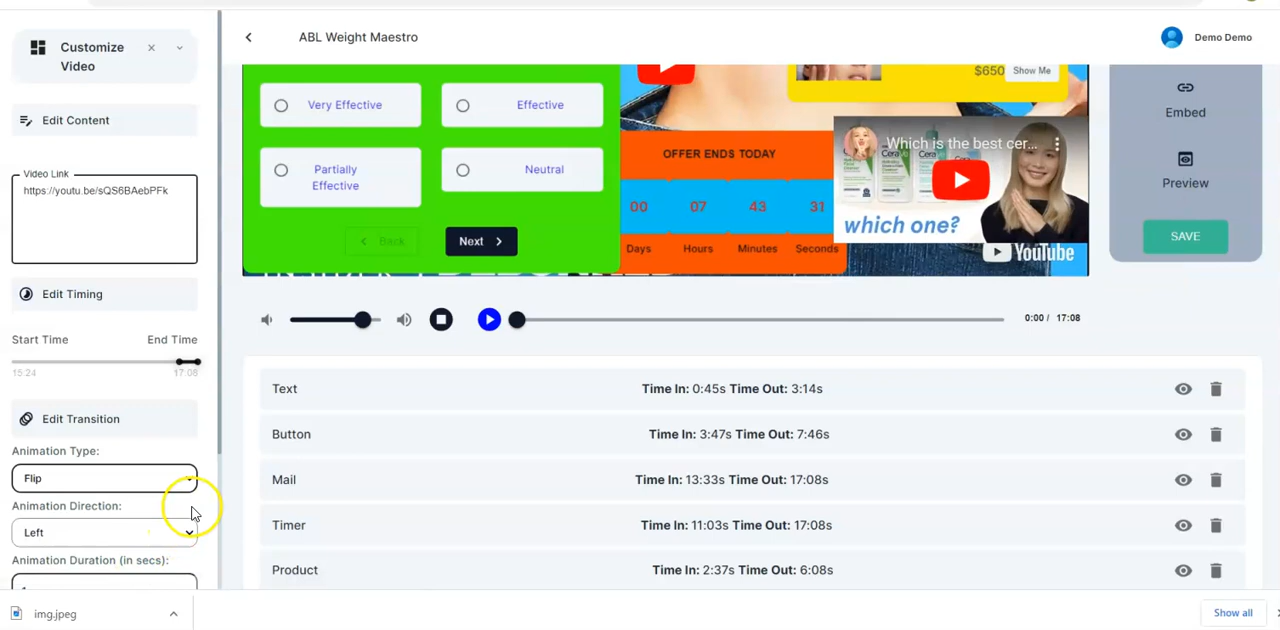 Customize
Video
ABL Weight Maestro
Demo Demo
Edit Content
Video Link
https://youtu.be/sQS6BAebPFk
Edit Timing
Start Time End Time
15:24 17:08
Edit Transition
Animation Type:
Flip
Animation Direction:
Left
Animation Duration (in secs):
Very Effective Effective
Partially
Effective
Neutral
Back Next
$650 Show Me
OFFER ENDS TODAY
00 07 43 31
Days Hours Minutes Seconds
Which is the best cer...
which one?
YouTube
Embed
Preview
SAVE
0:00 / 17:08
Text Time In: 0:45s Time Out: 3:14s
Button Time In: 3:47s Time Out: 7:46s
Mail Time In: 13:33s Time Out: 17:08s
Timer Time In: 11:03s Time Out: 17:08s
Product Time In: 2:37s Time Out: 6:08s
img.jpeg
Show all